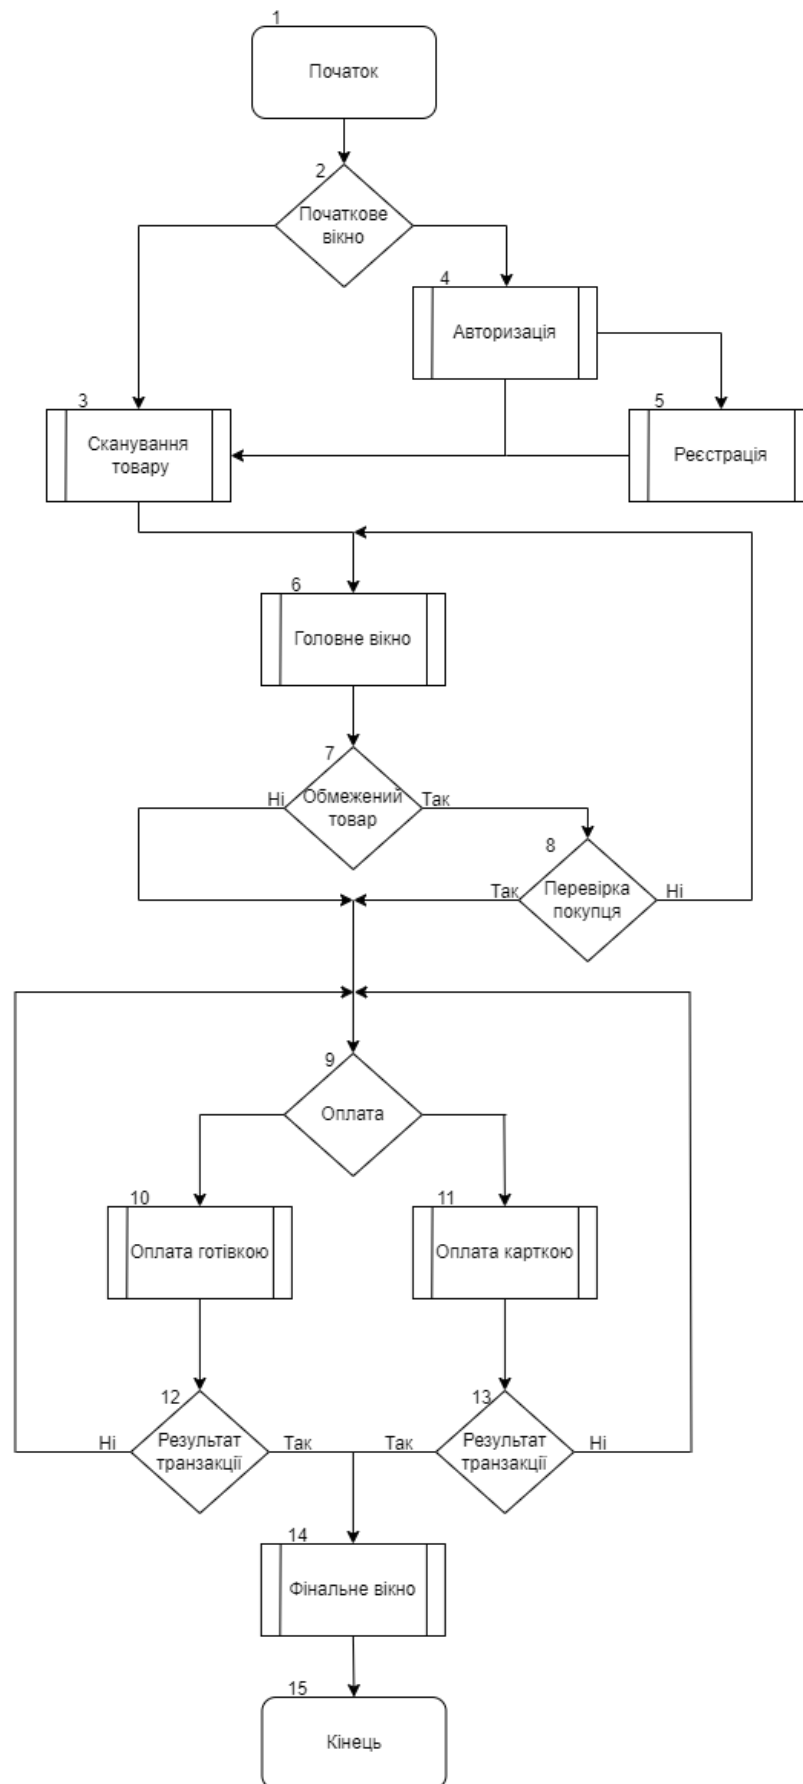 1
Початок
2
Початкове
вікно
4
Авторизація
3
Сканування
товару
5
Реєстрація
6
Головне вікно
7
Ні
Обмежений
товар
Так
8
Так
Перевірка
покупця
Ні
9
Оплата
10
Оплата готівкою
11
Оплата карткою
12
Ні
Результат
транзакції
Так
13
Так
Результат
транзакції
Ні
14
Фінальне вікно
15
Кінець